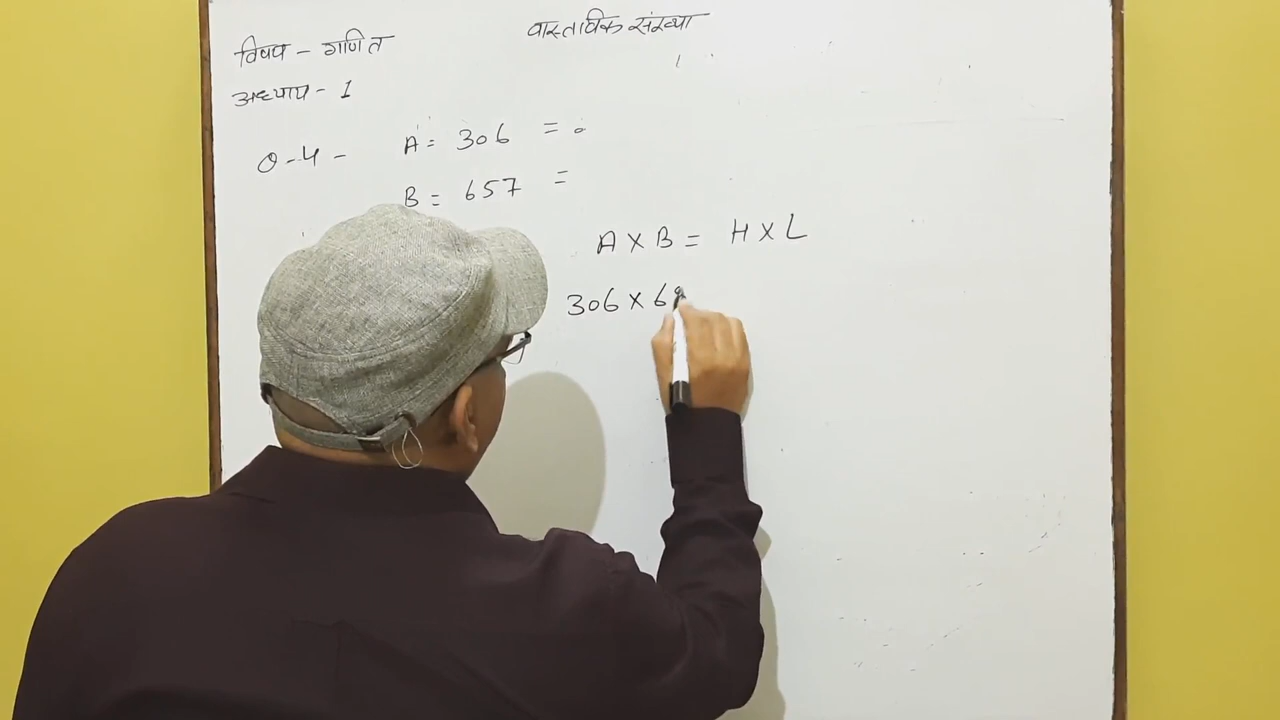 वास्तविक संख्या
विषय - गणित
अध्याय - 1
Q-4- A = 306 =
B = 657 =
A X B = H X L
306 X 6